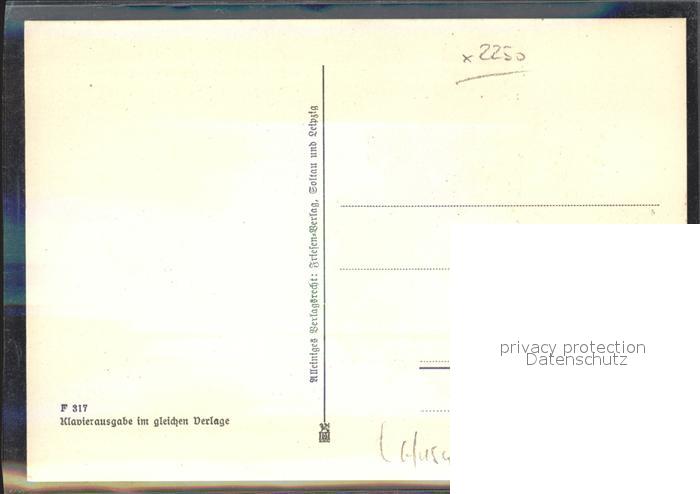 x 2250
Alleiniges Verlagsrecht: Friesen=Verlag, Soltau und Leipzig
privacy protection
Datenschutz
F 317
Klavierausgabe im gleichen Verlage